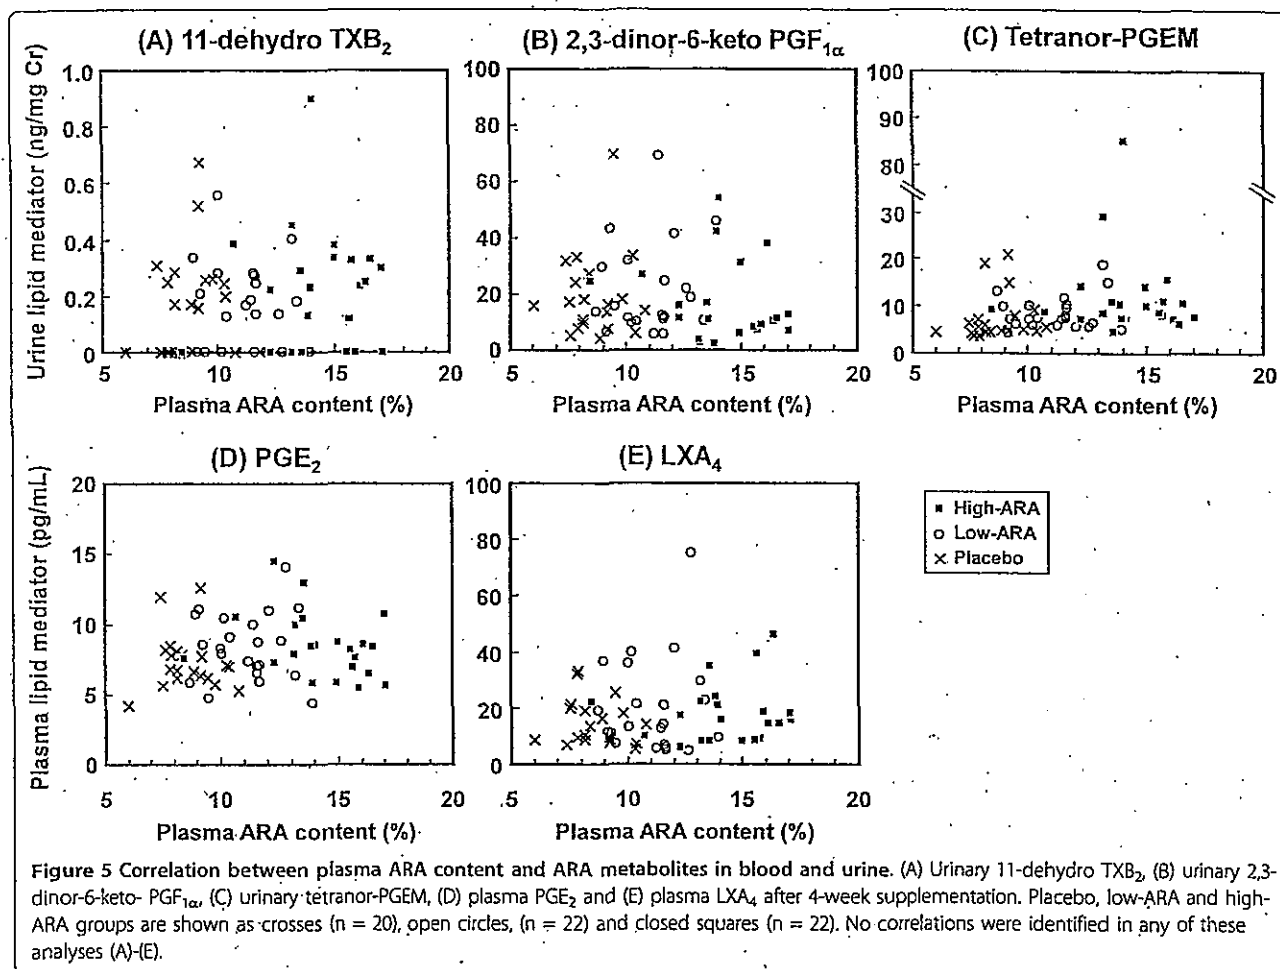 (A) 11-dehydro TXB₂
(B) 2,3-dinor-6-keto PGF₁α
(C) Tetranor-PGEM
Urine lipid mediator (ng/mg Cr)
1.0
0.8
0.6
0.4
0.2
0
5
10
15
20
Plasma ARA content (%)
100
80
60
40
20
0
5
10
15
20
Plasma ARA content (%)
100
90
80
30
20
10
0
5
10
15
20
Plasma ARA content (%)
(D) PGE₂
(E) LXA₄
Plasma lipid mediator (pg/mL)
20
15
10
5
0
5
10
15
20
Plasma ARA content (%)
100
80
60
40
20
0
5
10
15
20
Plasma ARA content (%)
High-ARA
Low-ARA
Placebo
Figure 5 Correlation between plasma ARA content and ARA metabolites in blood and urine. (A) Urinary 11-dehydro TXB₂, (B) urinary 2,3-
dinor-6-keto- PGF₁α, (C) urinary tetranor-PGEM, (D) plasma PGE₂ and (E) plasma LXA₄ after 4-week supplementation. Placebo, low-ARA and high-
ARA groups are shown as crosses (n = 20), open circles, (n = 22) and closed squares (n = 22). No correlations were identified in any of these
analyses (A)-(E).